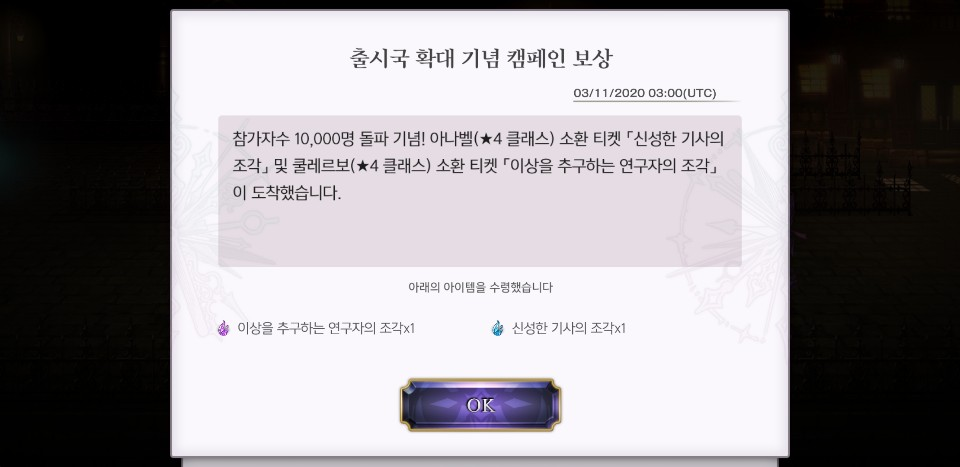 출시국 확대 기념 캠페인 보상
03/11/2020 03:00(UTC)
참가자수 10,000명 돌파 기념! 아나벨(★4 클래스) 소환 티켓 「신성한 기사의
조각」 및 쿨레르보(★4 클래스) 소환 티켓 「이상을 추구하는 연구자의 조각」
이 도착했습니다.
아래의 아이템을 수령했습니다
이상을 추구하는 연구자의 조각x1
신성한 기사의 조각x1
OK